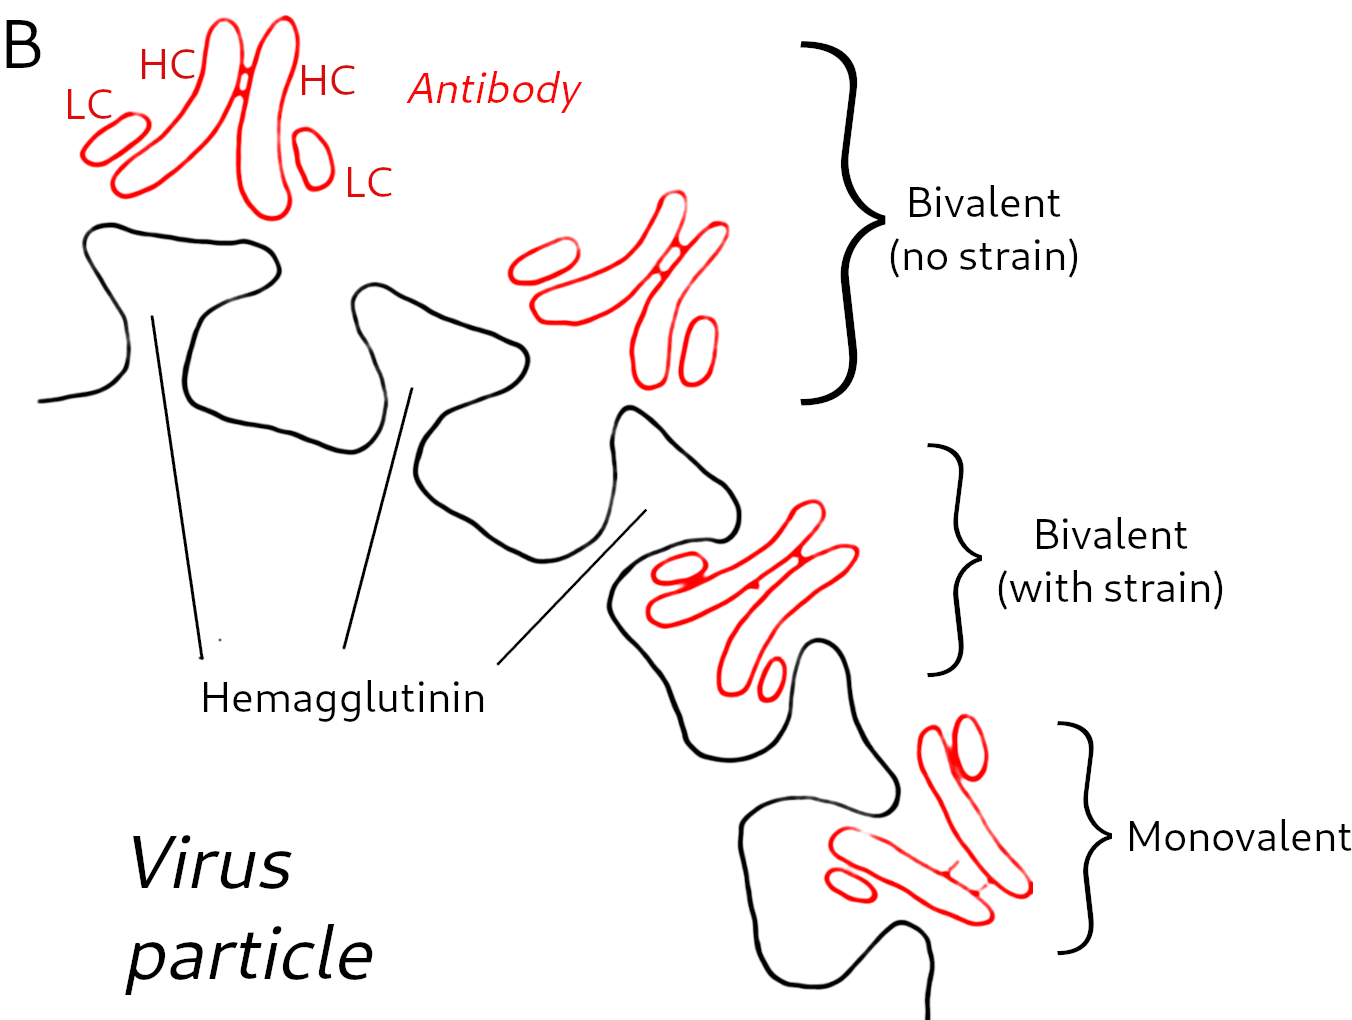 B
HC
HC
Antibody
LC
LC
Bivalent
(no strain)
Bivalent
(with strain)
Hemagglutinin
Monovalent
Virus
particle